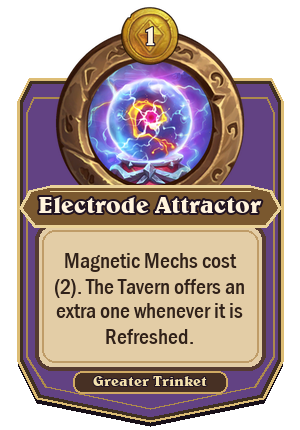 1
Electrode Attractor
Magnetic Mechs cost
(2). The Tavern offers an
extra one whenever it is
Refreshed.
Greater Trinket